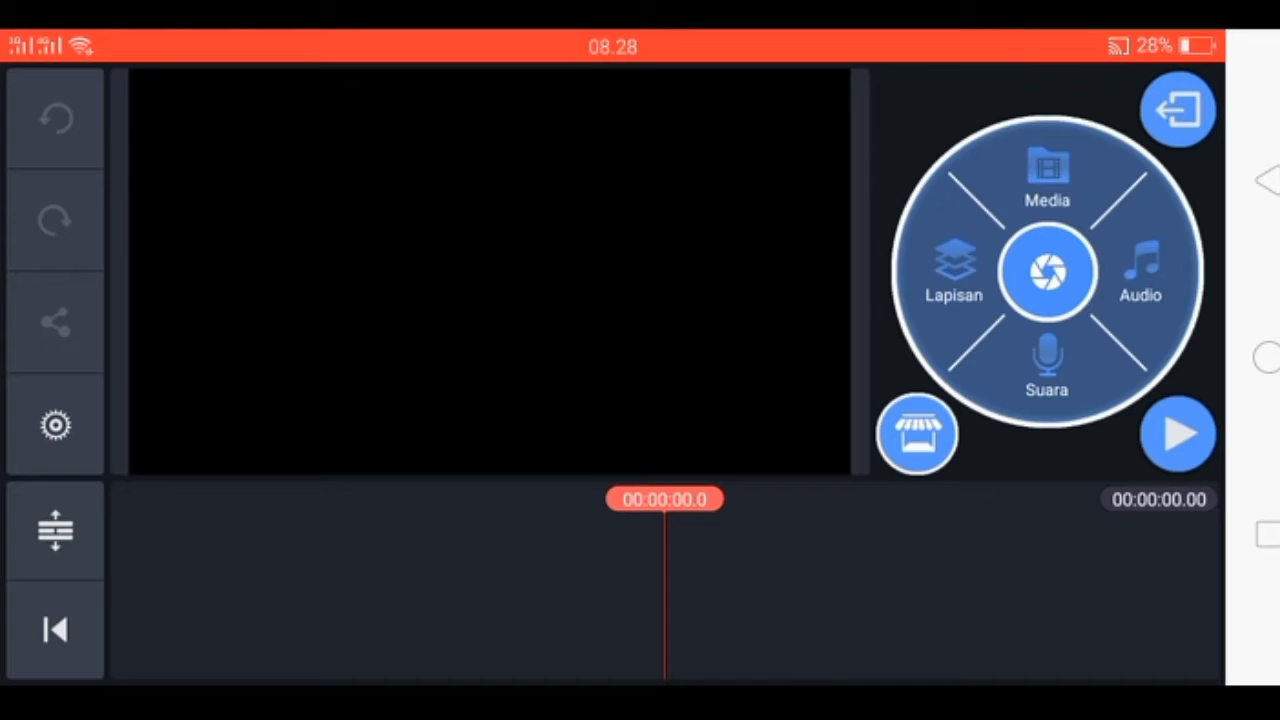 08.28
28%
Media
Lapisan
Audio
Suara
00:00:00.0
00:00:00.00